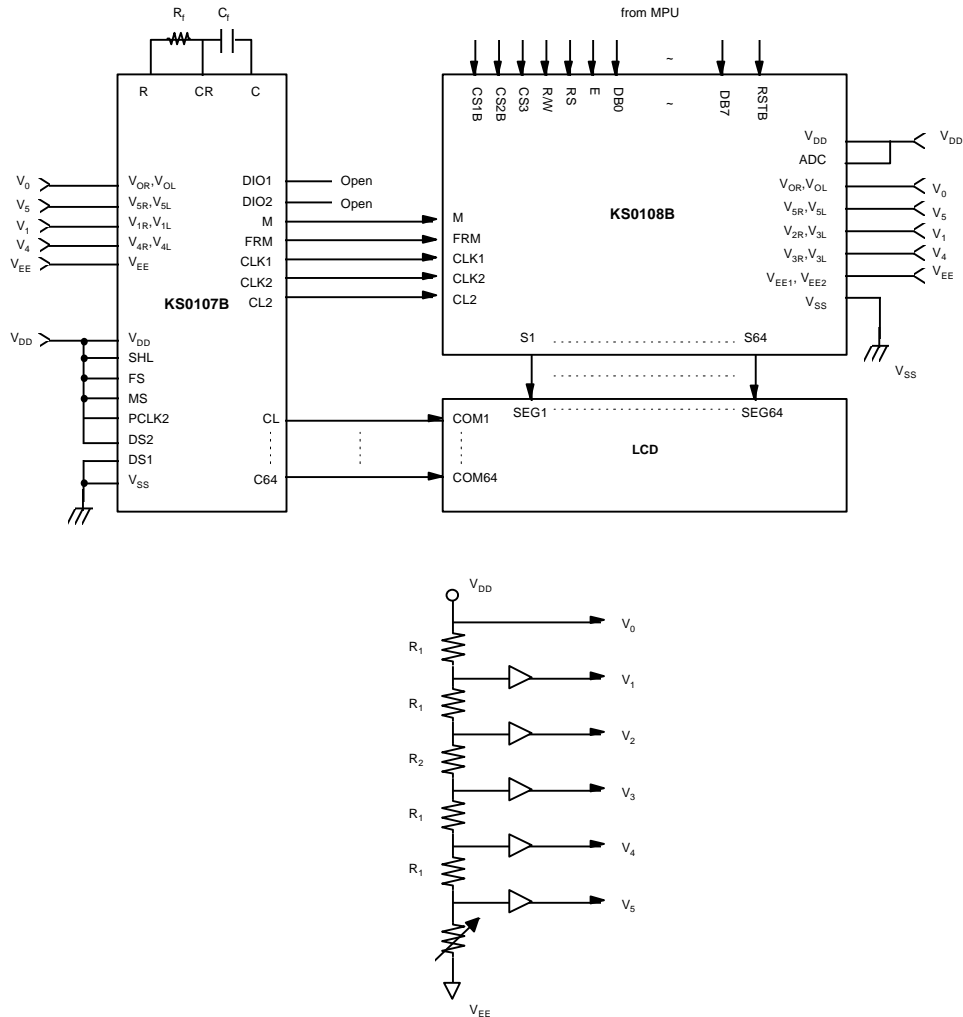 Rf Cf
R CR C
KS0107B
V0
V5
V1
V4
VEE
VDD
VOR,VOL
V5R,V5L
V1R,V1L
V4R,V4L
VEE
VDD
SHL
FS
MS
PCLK2
DS2
DS1
VSS
DIO1 Open
DIO2 Open
M
FRM
CLK1
CLK2
CL2
CL
C64
from MPU
~
CS1B CS2B CS3 R/W RS E DB0 ~ DB7 RSTB
KS0108B
M
FRM
CLK1
CLK2
CL2
VDD
ADC
VOR,VOL
V5R,V5L
V2R,V3L
V3R,V3L
VEE1, VEE2
VSS
VDD
V0
V5
V1
V4
VEE
VSS
S1 S64
SEG1 SEG64
COM1
LCD
COM64
VDD
V0
R1
V1
R1
V2
R2
V3
R1
V4
R1
V5
VEE